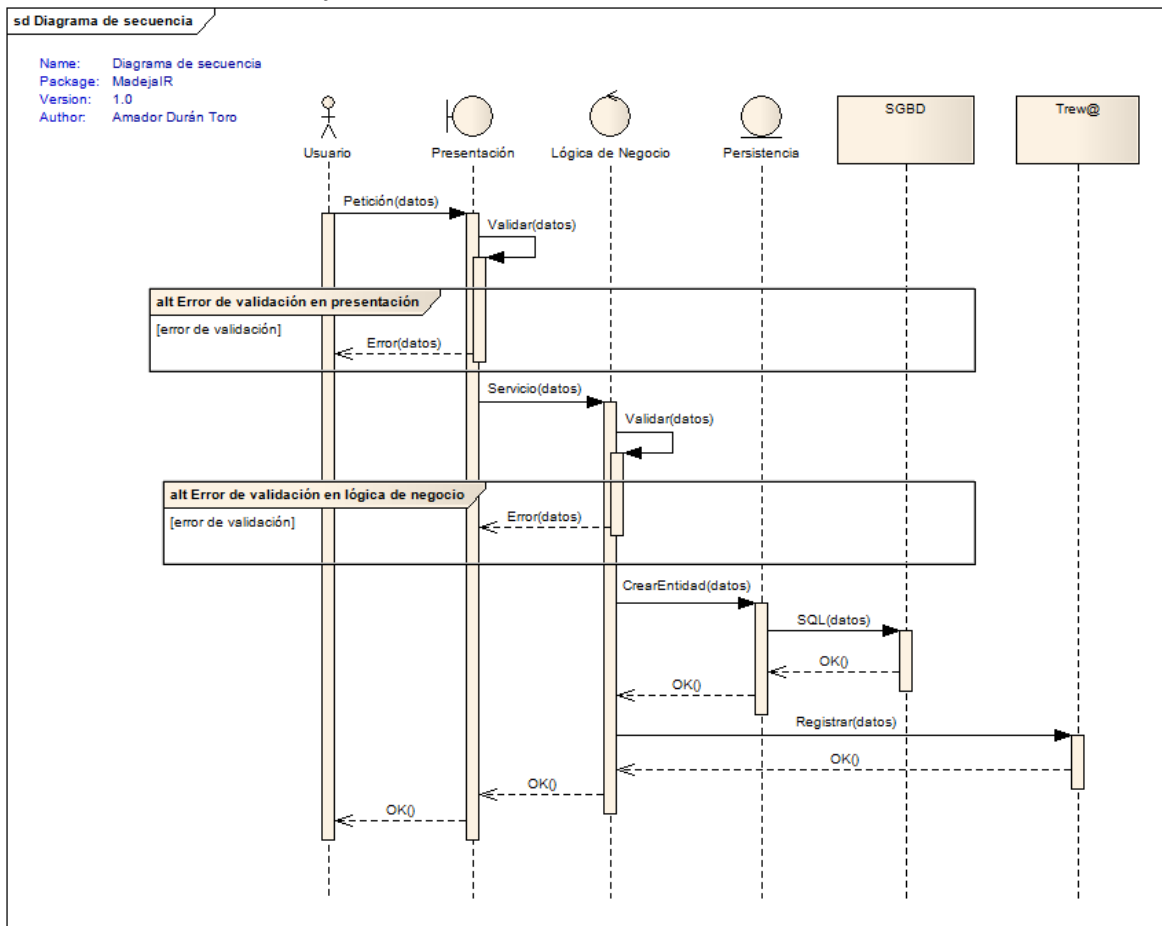 sd Diagrama de secuencia
Name: Diagrama de secuencia
Package: MadejaIR
Version: 1.0
Author: Amador Durán Toro
Usuario
Presentación
Lógica de Negocio
Persistencia
SGBD
Trew@
Petición(datos)
Validar(datos)
alt Error de validación en presentación
[error de validación]
Error(datos)
Servicio(datos)
Validar(datos)
alt Error de validación en lógica de negocio
[error de validación]
Error(datos)
CrearEntidad(datos)
SQL(datos)
OK()
OK()
Registrar(datos)
OK()
OK()
OK()